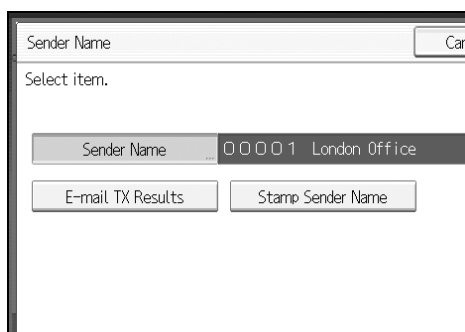 Sender Name Car
Select item.
Sender Name 00001 London Office
E-mail TX Results Stamp Sender Name